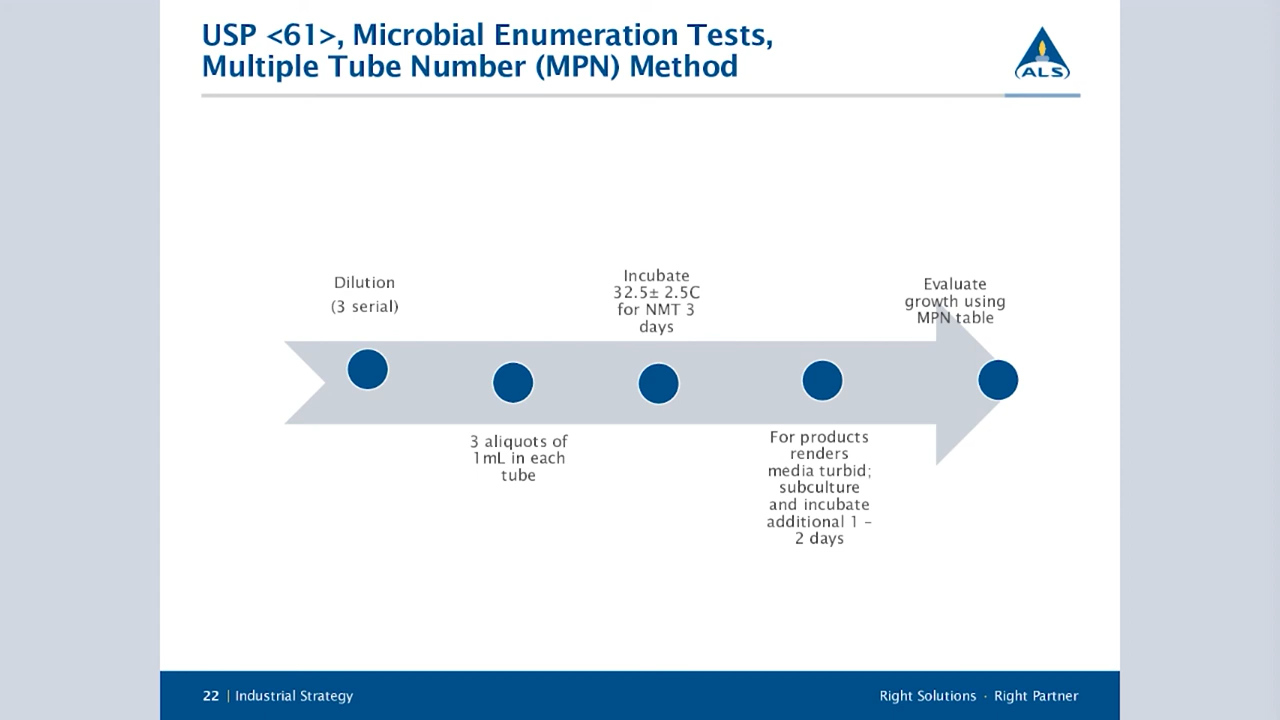 USP <61>, Microbial Enumeration Tests,
Multiple Tube Number (MPN) Method
ALS
Dilution
(3 serial)
3 aliquots of
1mL in each
tube
Incubate
32.5± 2.5C
for NMT 3
days
For products
renders
media turbid;
subculture
and incubate
additional 1 –
2 days
Evaluate
growth using
MPN table
22 | Industrial Strategy
Right Solutions · Right Partner